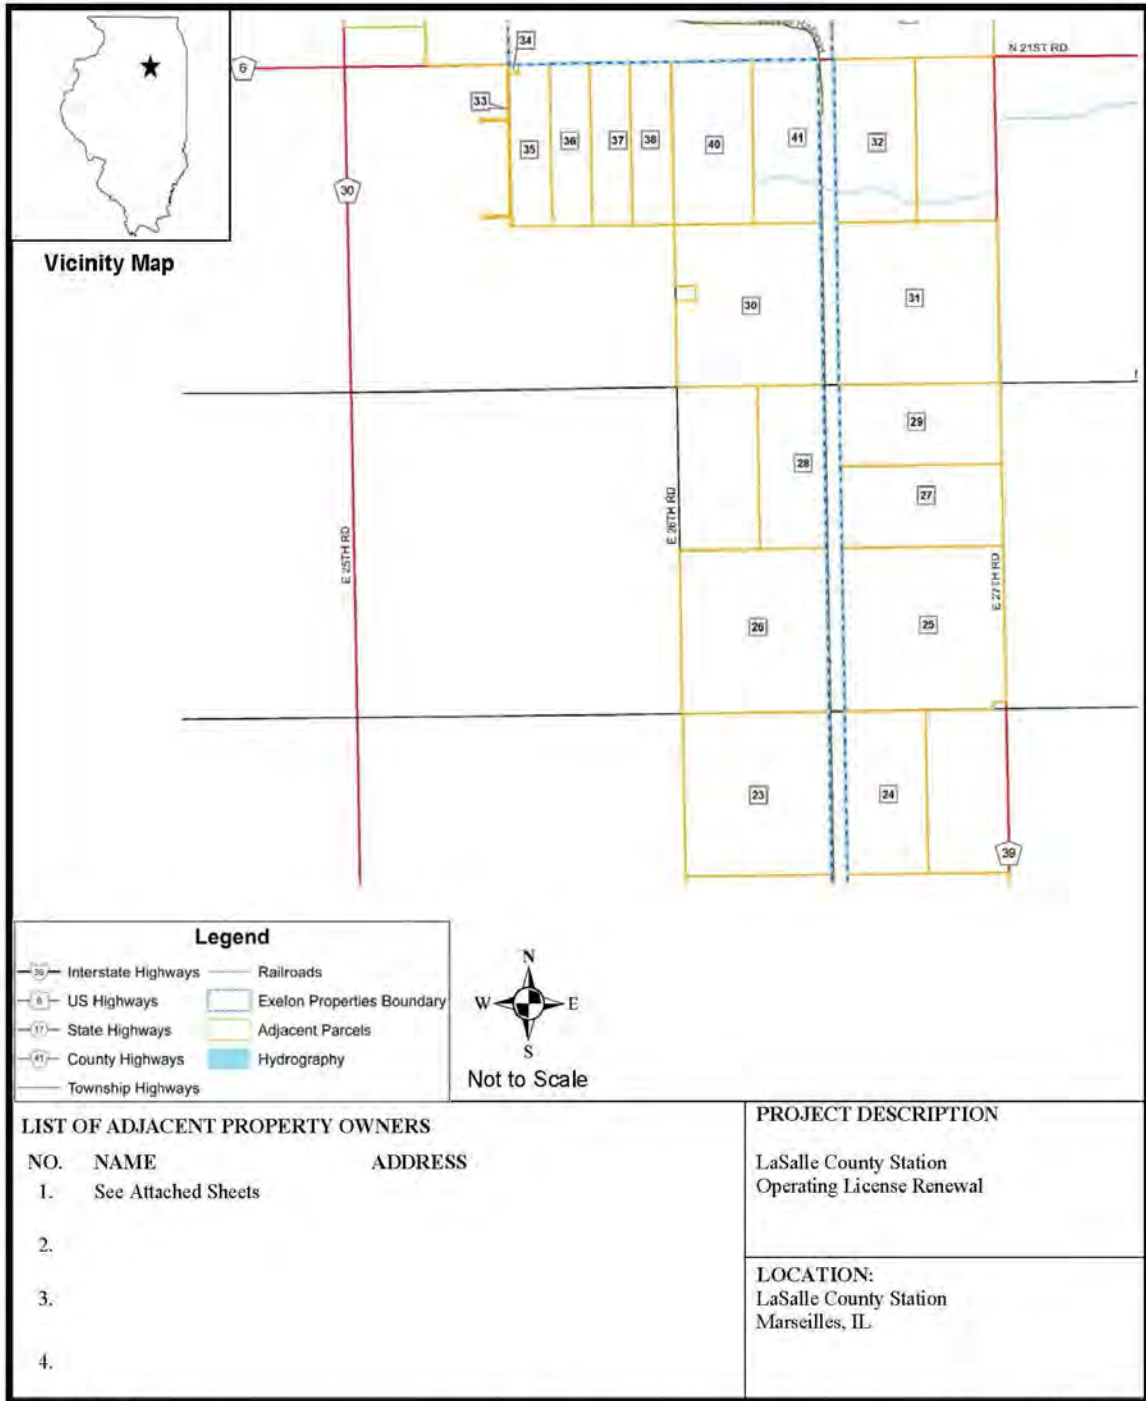 34
6
N 21ST RD
33
35
36
37
38
40
41
32
30
Vicinity Map
30
31
29
28
27
E 26TH RD
E 25TH RD
E 27TH RD
26
25
23
24
39
Legend
39 Interstate Highways
Railroads
6 US Highways
Exelon Properties Boundary
17 State Highways
Adjacent Parcels
41 County Highways
Hydrography
Township Highways
N
W E
S
Not to Scale
LIST OF ADJACENT PROPERTY OWNERS
NO. NAME ADDRESS
1. See Attached Sheets
2.
3.
4.
PROJECT DESCRIPTION
LaSalle County Station
Operating License Renewal
LOCATION:
LaSalle County Station
Marseilles, IL